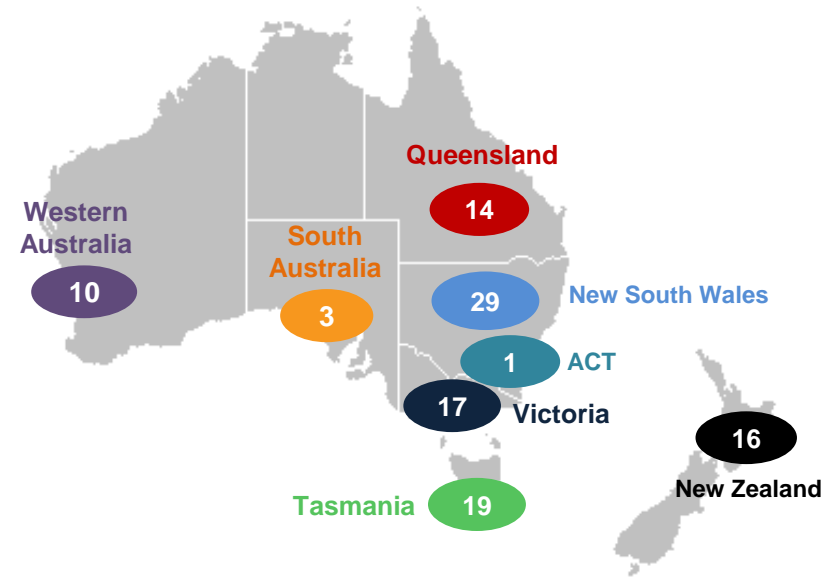 Queensland
14
Western
Australia
10
South
Australia
3
29
New South Wales
1
ACT
17
Victoria
16
New Zealand
Tasmania
19